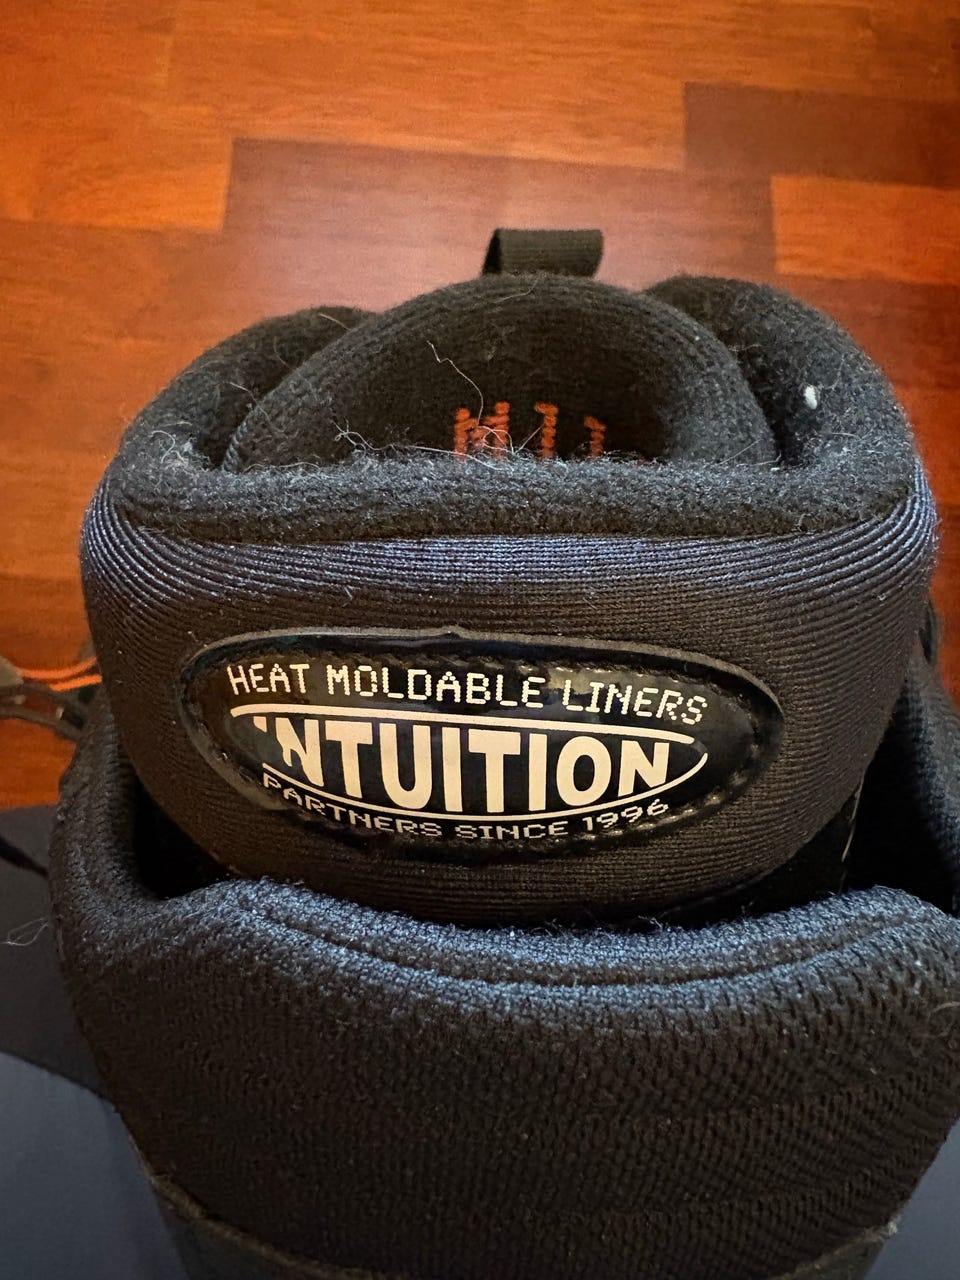 HEAT MOLDABLE LINERS
INTUITION
PARTNERS SINCE 1996